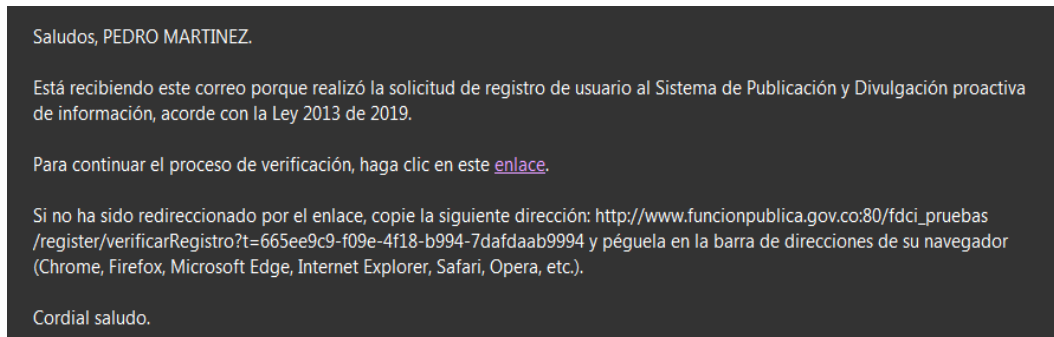 Saludos, PEDRO MARTINEZ.
Está recibiendo este correo porque realizó la solicitud de registro de usuario al Sistema de Publicación y Divulgación proactiva
de información, acorde con la Ley 2013 de 2019.
Para continuar el proceso de verificación, haga clic en este enlace.
Si no ha sido redireccionado por el enlace, copie la siguiente dirección: http://www.funcionpublica.gov.co:80/fdci_pruebas
/register/verificarRegistro?t=665ee9c9-f09e-4f18-b994-7dafdaab9994 y péguela en la barra de direcciones de su navegador
(Chrome, Firefox, Microsoft Edge, Internet Explorer, Safari, Opera, etc.).
Cordial saludo.